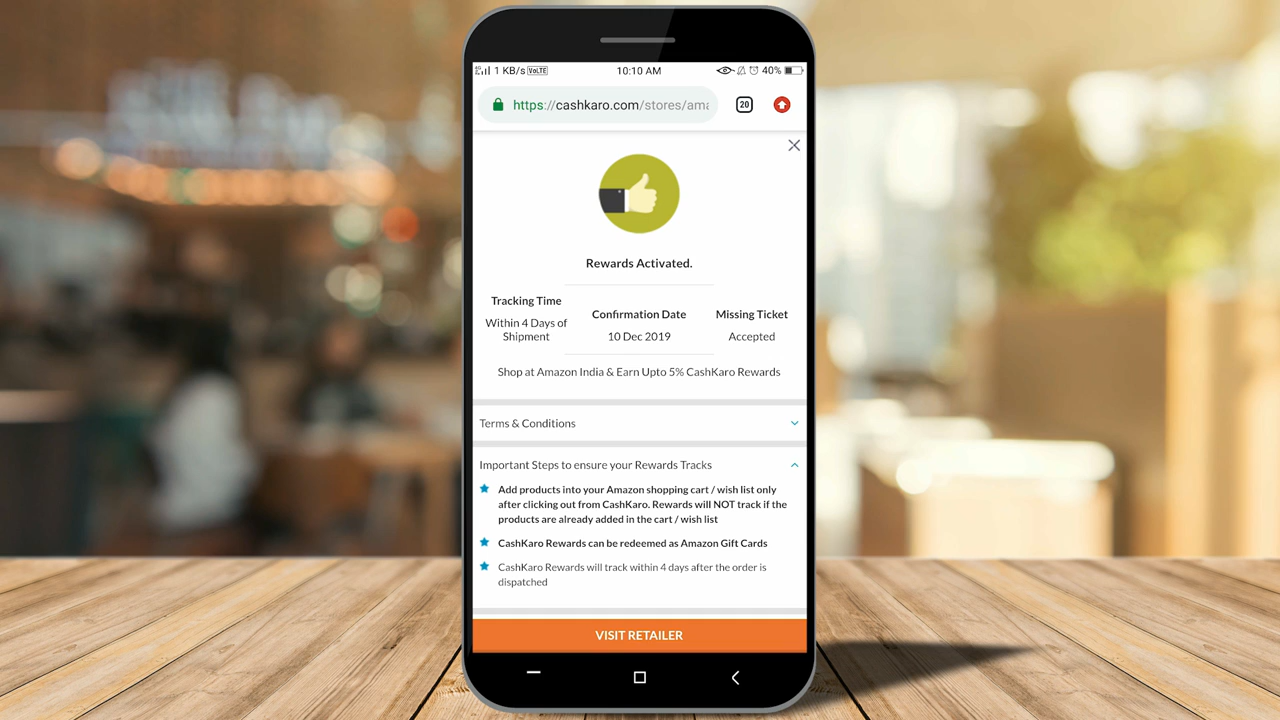 1 KB/s VoLTE 10:10 AM 40%
https://cashkaro.com/stores/ama 20
Rewards Activated.
Tracking Time
Within 4 Days of
Shipment
Confirmation Date
10 Dec 2019
Missing Ticket
Accepted
Shop at Amazon India & Earn Upto 5% CashKaro Rewards
Terms & Conditions
Important Steps to ensure your Rewards Tracks
Add products into your Amazon shopping cart / wish list only
after clicking out from CashKaro. Rewards will NOT track if the
products are already added in the cart / wish list
CashKaro Rewards can be redeemed as Amazon Gift Cards
CashKaro Rewards will track within 4 days after the order is
dispatched
VISIT RETAILER